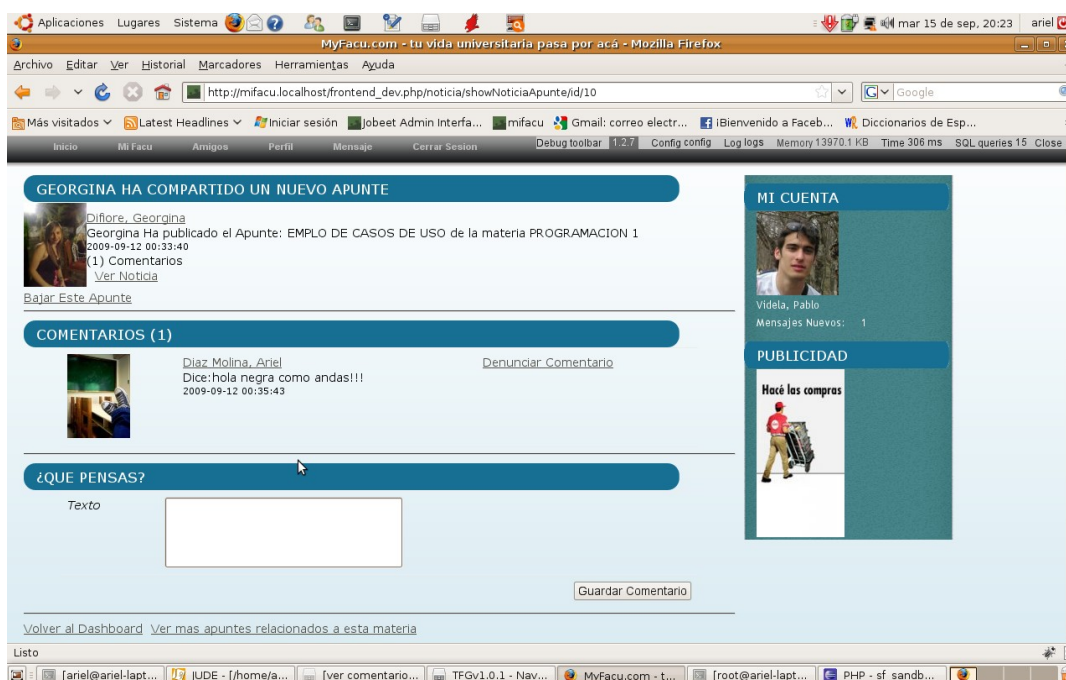 Aplicaciones Lugares Sistema mar 15 de sep, 20:23 ariel
MyFacu.com - tu vida universitaria pasa por acá - Mozilla Firefox
Archivo Editar Ver Historial Marcadores Herramientas Ayuda
http://mifacu.localhost/frontend_dev.php/noticia/showNoticiaApunte/id/10 Google
Más visitados Latest Headlines Iniciar sesión Jobeet Admin Interfa... mifacu Gmail: correo electr... iBienvenido a Faceb... Diccionarios de Esp...
Inicio Mi Facu Amigos Perfil Mensaje Cerrar Sesion Debug toolbar 1.2.7 Config config Log logs Memory 13970.1 KB Time 306 ms SQL queries 15 Close
GEORGINA HA COMPARTIDO UN NUEVO APUNTE
Difiore, Georgina
Georgina Ha publicado el Apunte: EMPLO DE CASOS DE USO de la materia PROGRAMACION 1
2009-09-12 00:33:40
(1) Comentarios
Ver Noticia
Bajar Este Apunte
COMENTARIOS (1)
Diaz Molina, Ariel Denunciar Comentario
Dice:hola negra como andas!!!
2009-09-12 00:35:43
¿QUE PENSAS?
Texto
Guardar Comentario
Volver al Dashboard Ver mas apuntes relacionados a esta materia
MI CUENTA
Videla, Pablo
Mensajes Nuevos: 1
PUBLICIDAD
Hacé las compras
Listo
[ariel@ariel-lapt... JUDE - [/home/a... [ver comentario... TFGv1.0.1 - Nav... MyFacu.com - t... [root@ariel-lapt... PHP - sf_sandb...